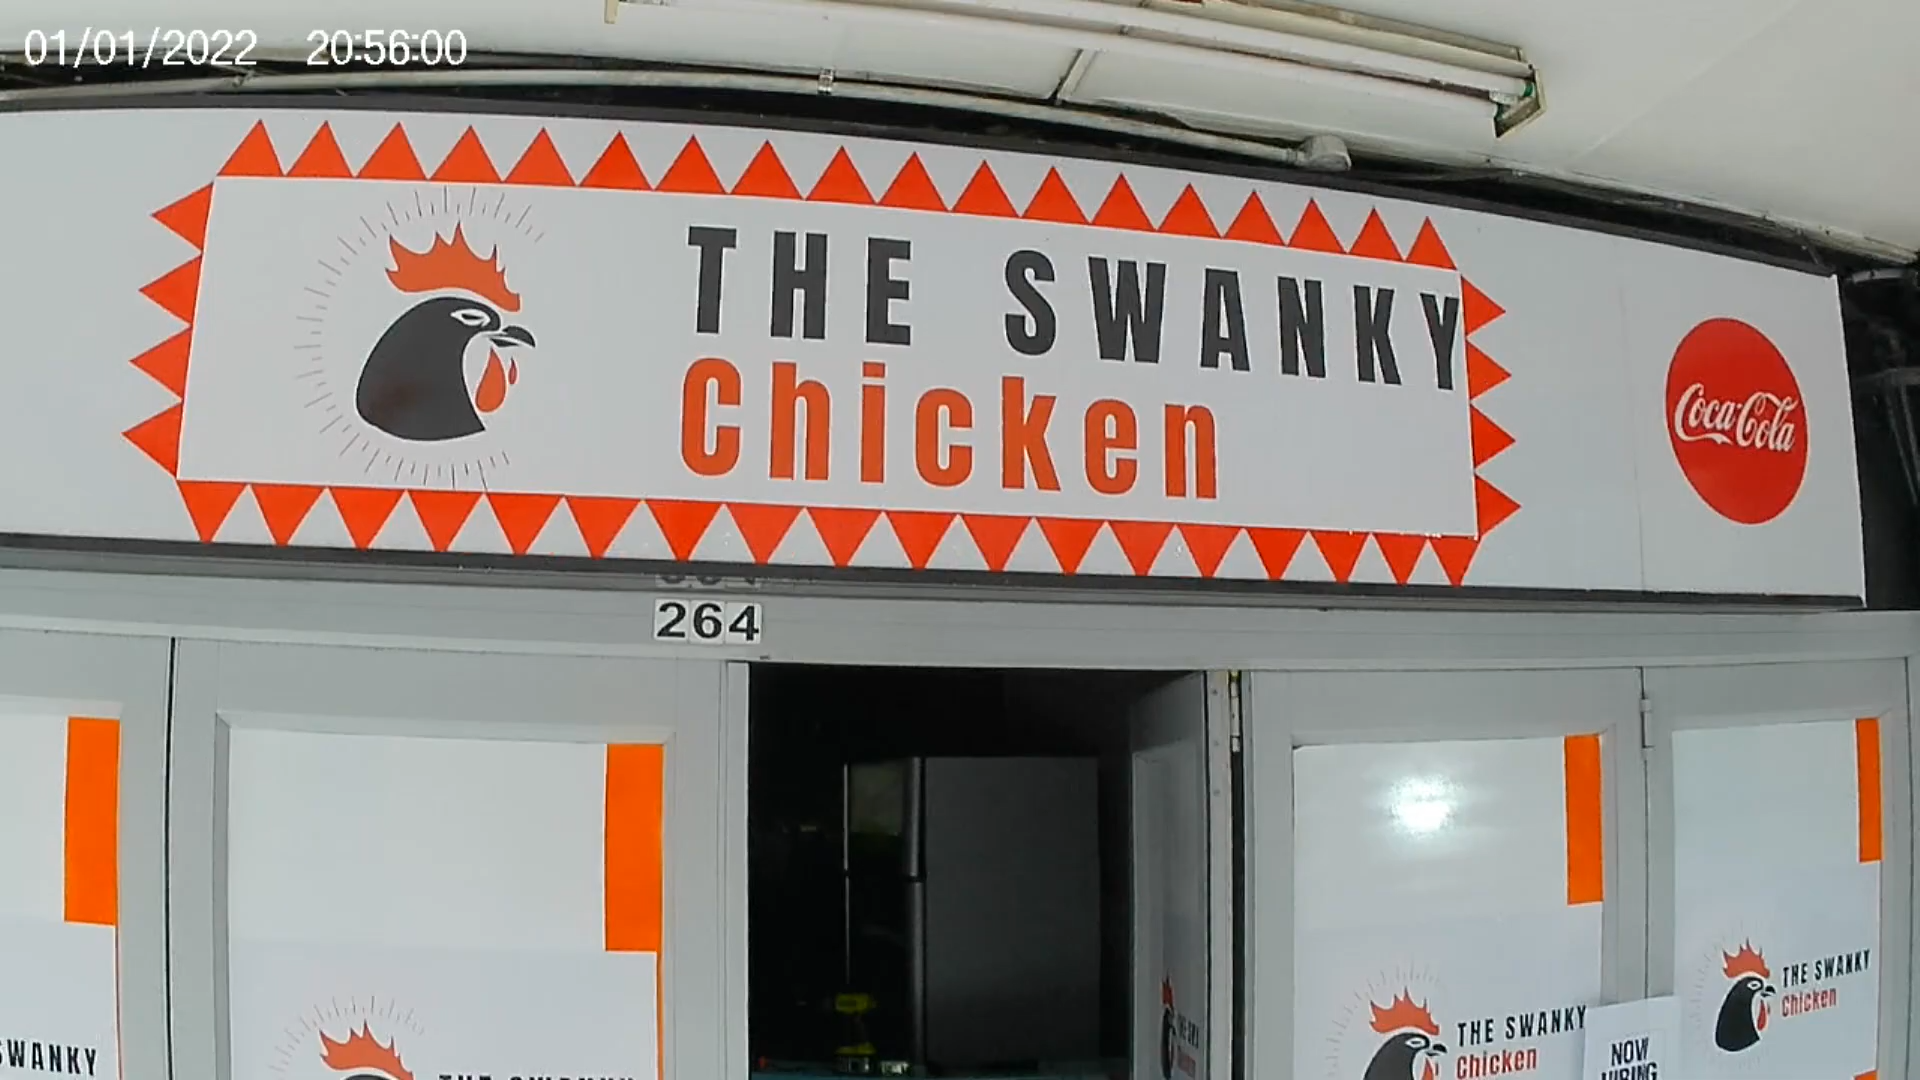 01/01/2022 20:56:00
THE SWANKY
Chicken
Coca-Cola
264
SWANKY
THE SWANKY
Chicken
THE SWANKY
Chicken
NOW
HIRING